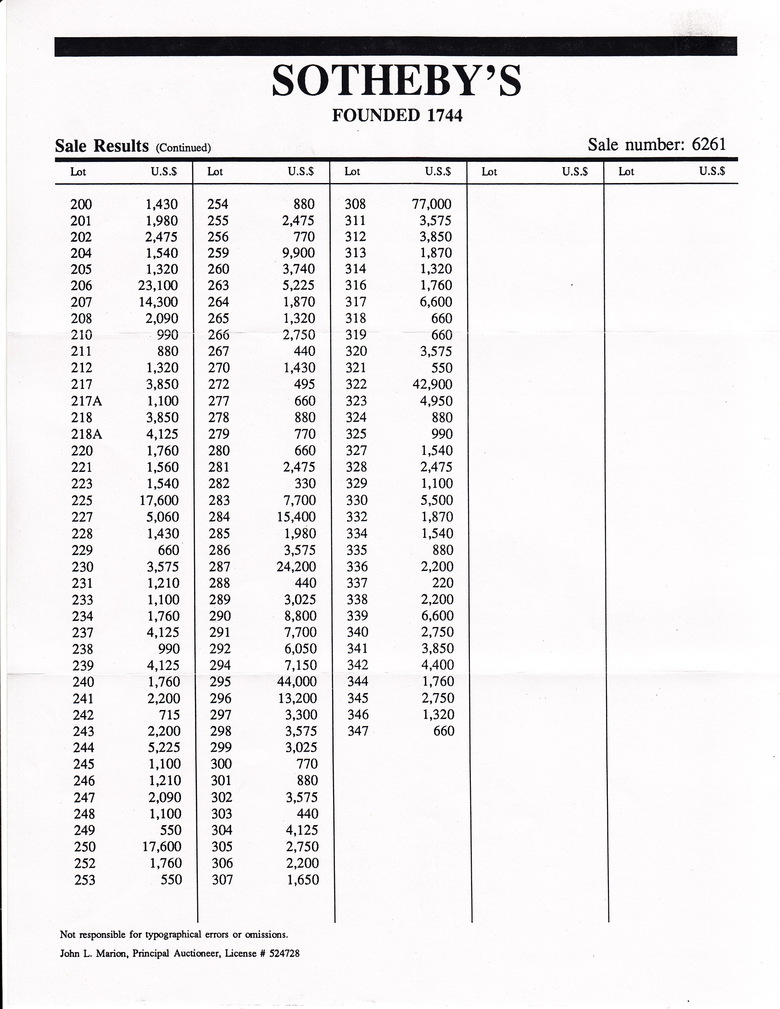 SOTHEBY'S
FOUNDED 1744
Sale Results (Continued) Sale number: 6261
Lot U.S.$ Lot U.S.$ Lot U.S.$ Lot U.S.$ Lot U.S.$
200 1,430 254 880 308 77,000
201 1,980 255 2,475 311 3,575
202 2,475 256 770 312 3,850
204 1,540 259 9,900 313 1,870
205 1,320 260 3,740 314 1,320
206 23,100 263 5,225 316 1,760
207 14,300 264 1,870 317 6,600
208 2,090 265 1,320 318 660
210 990 266 2,750 319 660
211 880 267 440 320 3,575
212 1,320 270 1,430 321 550
217 3,850 272 495 322 42,900
217A 1,100 277 660 323 4,950
218 3,850 278 880 324 880
218A 4,125 279 770 325 990
220 1,760 280 660 327 1,540
221 1,560 281 2,475 328 2,475
223 1,540 282 330 329 1,100
225 17,600 283 7,700 330 5,500
227 5,060 284 15,400 332 1,870
228 1,430 285 1,980 334 1,540
229 660 286 3,575 335 880
230 3,575 287 24,200 336 2,200
231 1,210 288 440 337 220
233 1,100 289 3,025 338 2,200
234 1,760 290 8,800 339 6,600
237 4,125 291 7,700 340 2,750
238 990 292 6,050 341 3,850
239 4,125 294 7,150 342 4,400
240 1,760 295 44,000 344 1,760
241 2,200 296 13,200 345 2,750
242 715 297 3,300 346 1,320
243 2,200 298 3,575 347 660
244 5,225 299 3,025
245 1,100 300 770
246 1,210 301 880
247 2,090 302 3,575
248 1,100 303 440
249 550 304 4,125
250 17,600 305 2,750
252 1,760 306 2,200
253 550 307 1,650
Not responsible for typographical errors or omissions.
John L. Marion, Principal Auctioneer, License # 524728